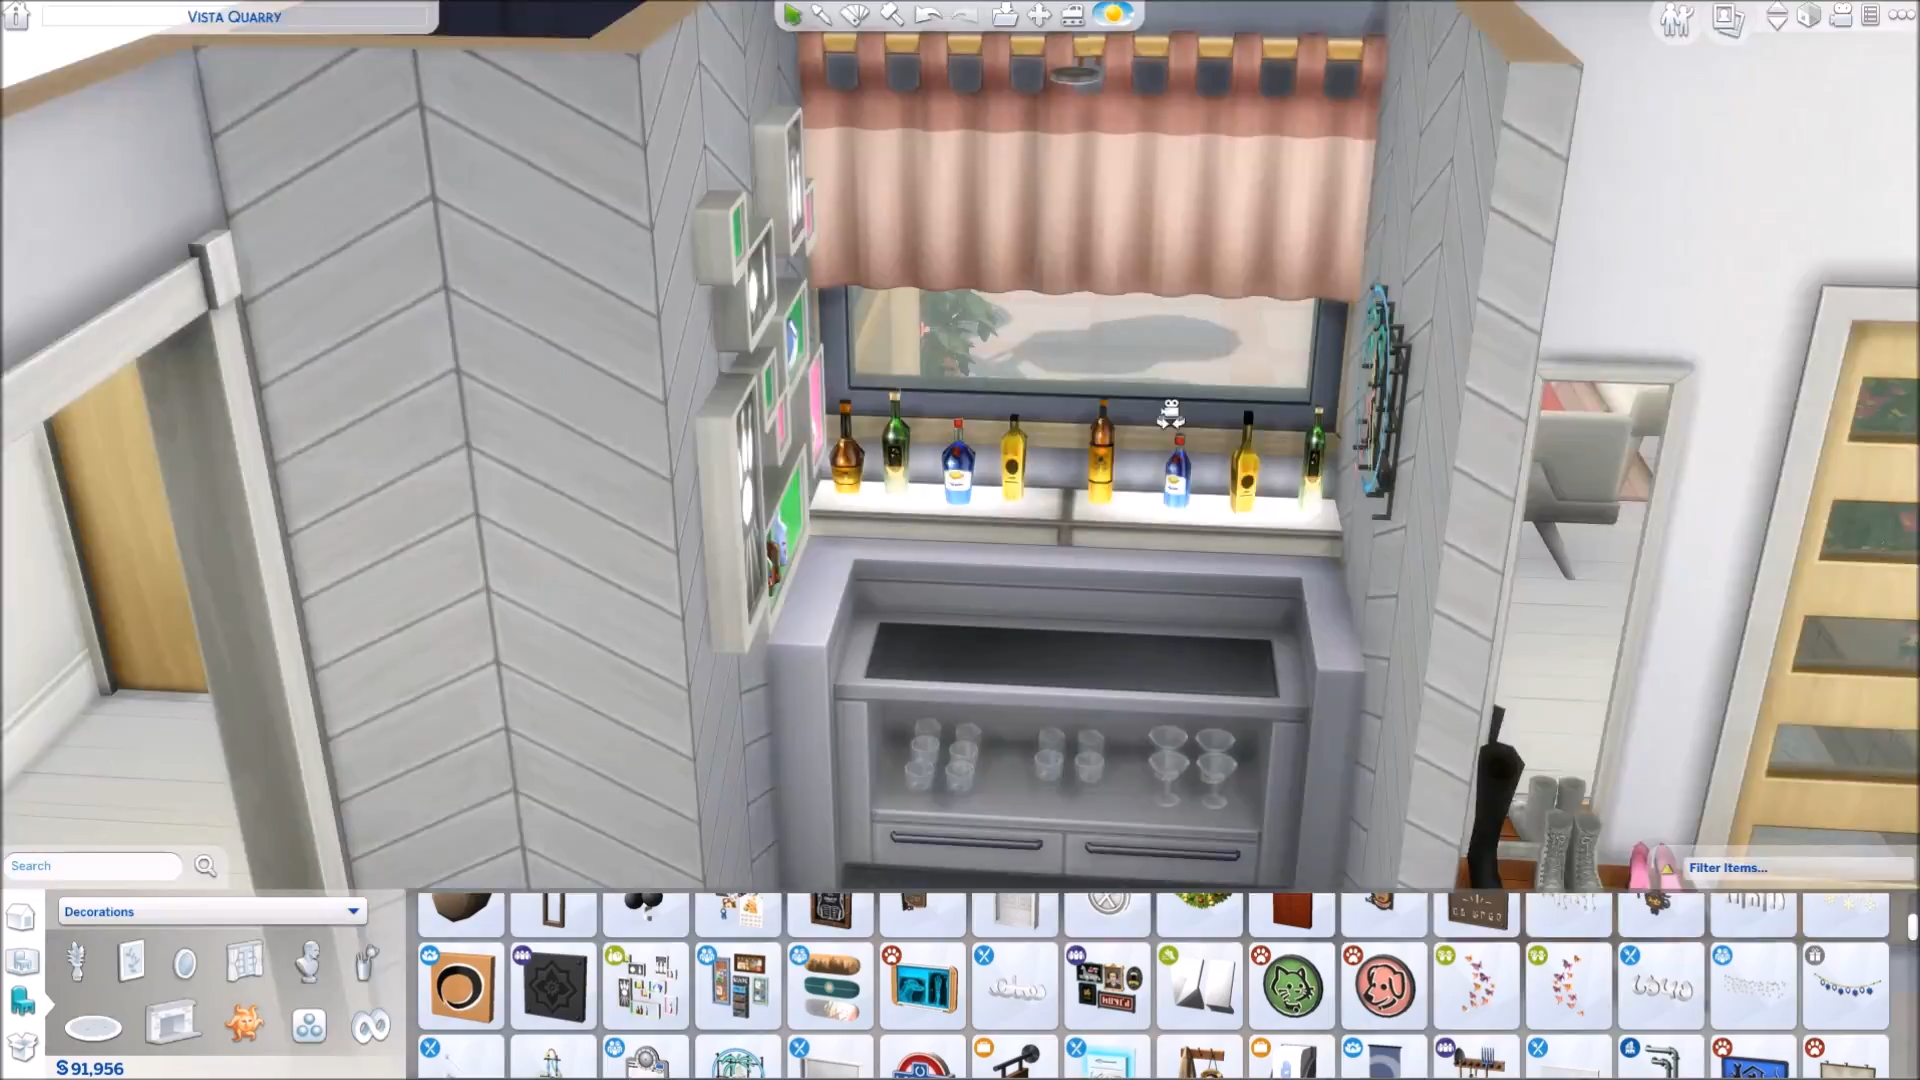 VISTA QUARRY
Search
Filter Items...
Decorations
§91,956